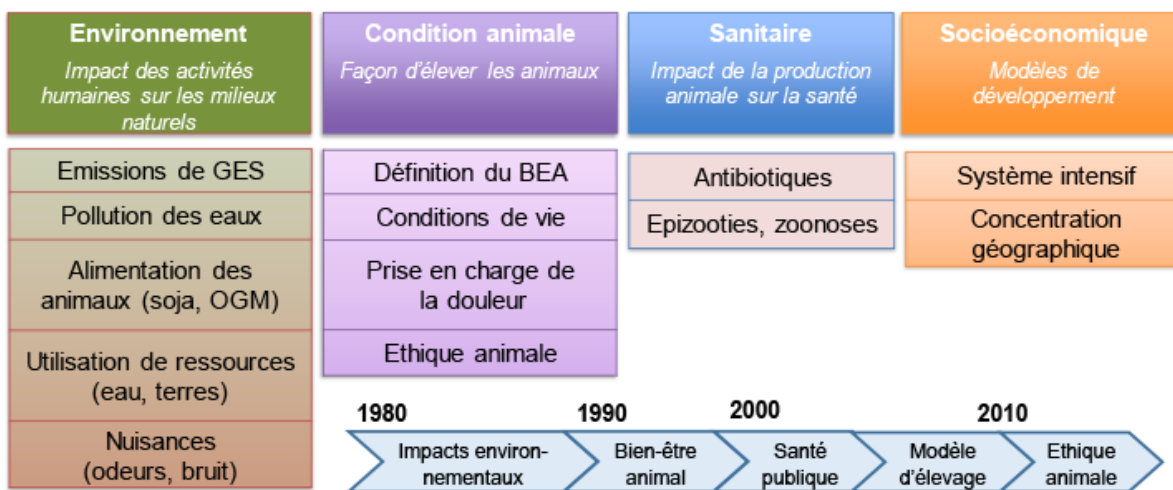 Environnement
Impact des activités
humaines sur les milieux
naturels
Emissions de GES
Pollution des eaux
Alimentation des
animaux (soja, OGM)
Utilisation de ressources
(eau, terres)
Nuisances
(odeurs, bruit)
Condition animale
Façon d'élever les animaux
Définition du BEA
Conditions de vie
Prise en charge de
la douleur
Ethique animale
Sanitaire
Impact de la production
animale sur la santé
Antibiotiques
Epizooties, zoonoses
Socioéconomique
Modèles de
développement
Système intensif
Concentration
géographique
1980
1990
2000
2010
Impacts environ-
nementaux
Bien-être
animal
Santé
publique
Modèle
d'élevage
Ethique
animale